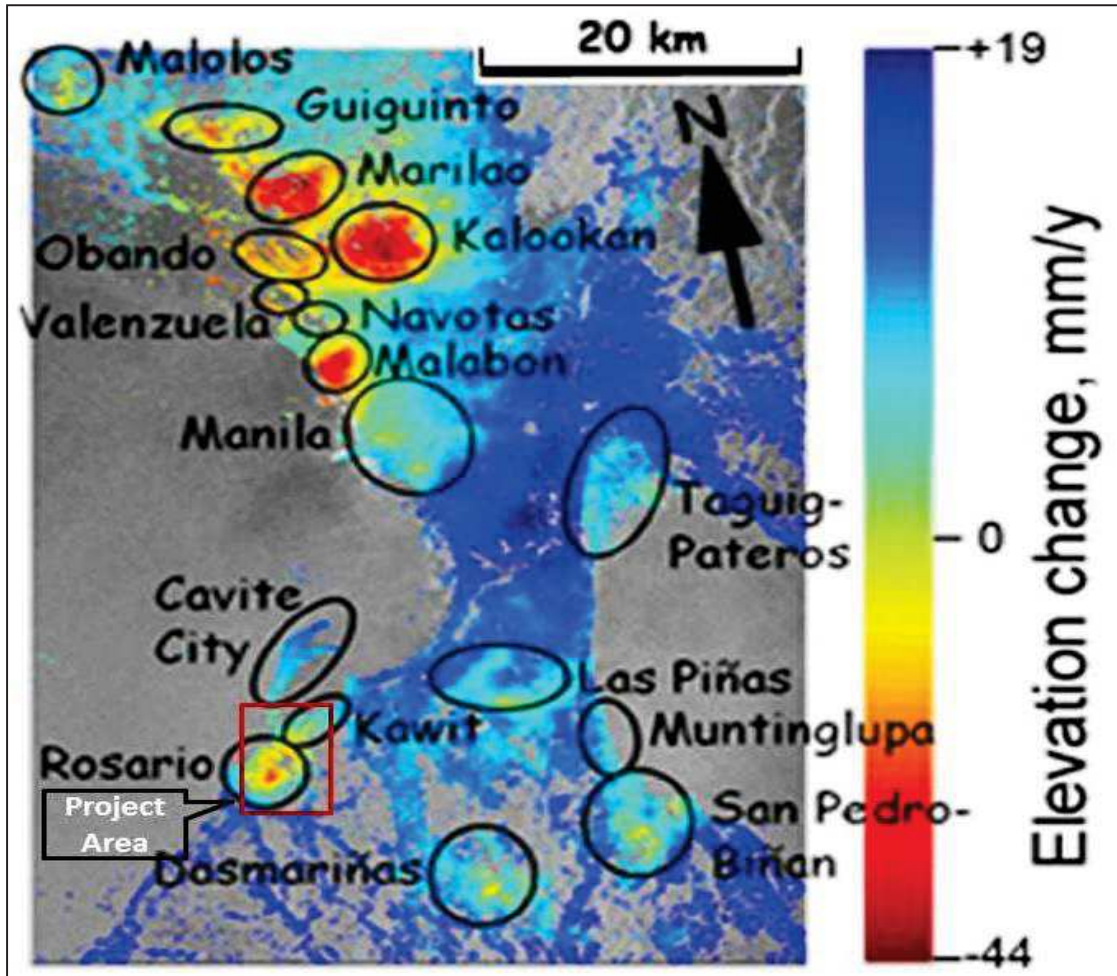 20 km
+19
Malolos
Guiguinto
N
Marilao
Kalookan
Obando
Valenzuela
Navotas
Malabon
Manila
Taguig-
Pateros
0
Elevation change, mm/y
Cavite
City
Las Piñas
Kawit
Muntinglupa
Rosario
Project
Area
San Pedro-
Biñan
Dosmariñas
-44